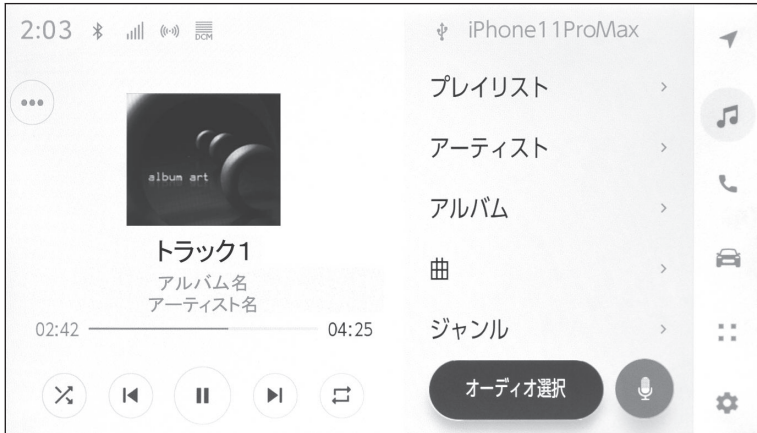 2:03
DCM
album art
トラック1
アルバム名
アーティスト名
02:42
04:25
iPhone11ProMax
プレイリスト
アーティスト
アルバム
曲
ジャンル
オーディオ選択